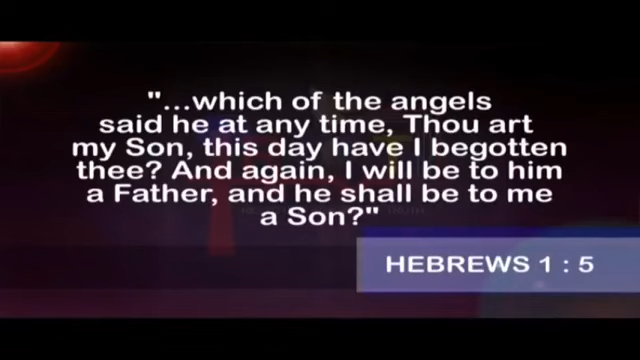 "...which of the angels
said he at any time, Thou art
my Son, this day have I begotten
thee? And again, I will be to him
a Father, and he shall be to me
a Son?"
HEBREWS 1 : 5